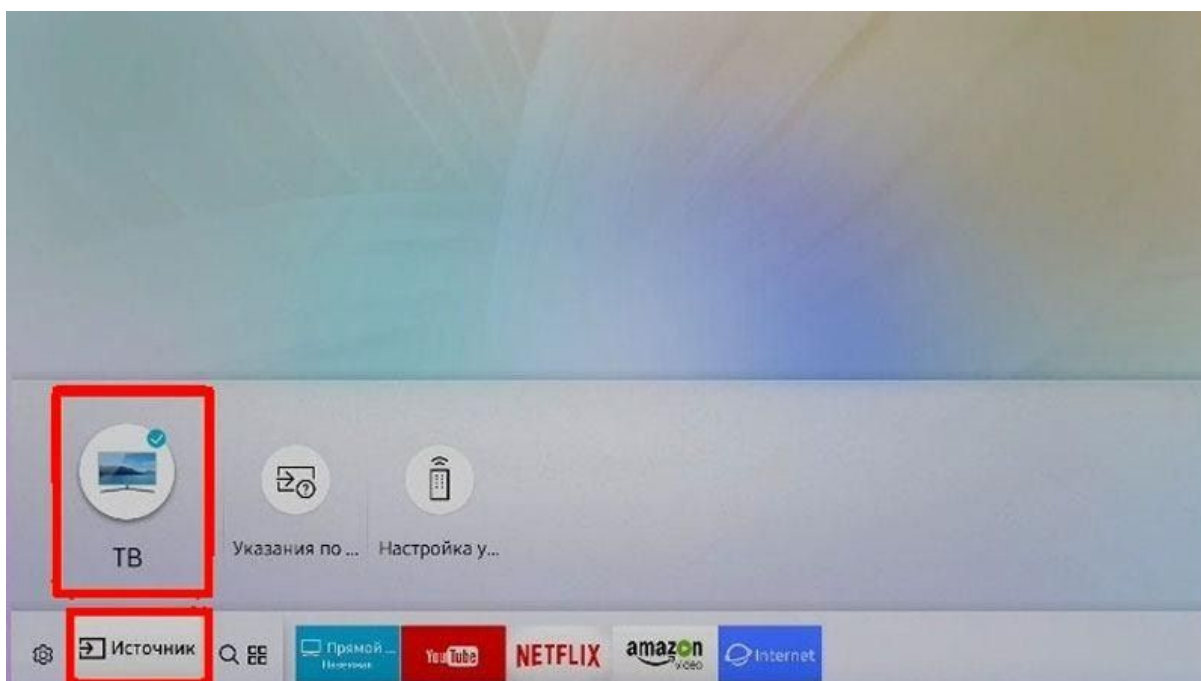 ТВ
Указания по ...
Настройка у...
Источник
Прямой ...
YouTube
NETFLIX
amazon
video
Internet